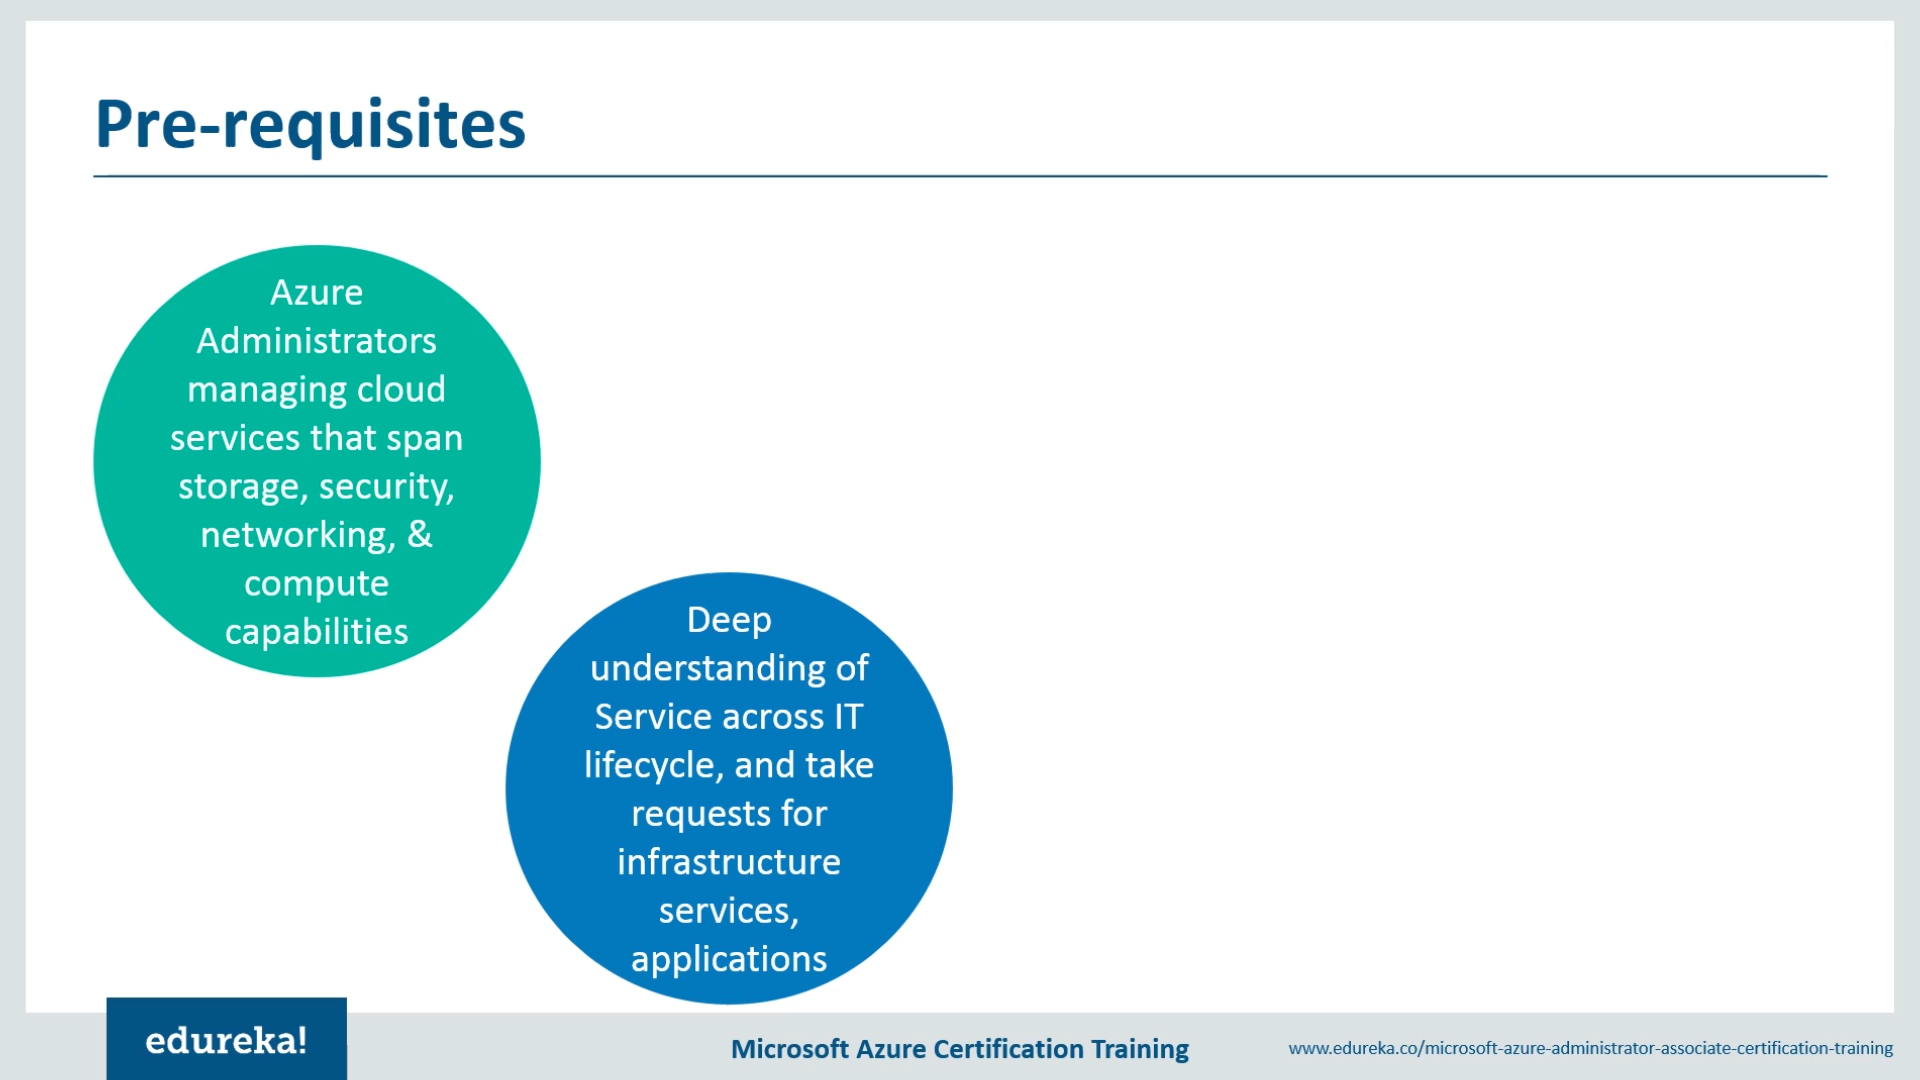 Pre-requisites
Azure
Administrators
managing cloud
services that span
storage, security,
networking, &
compute
capabilities
Deep
understanding of
Service across IT
lifecycle, and take
requests for
infrastructure
services,
applications
edureka!
Microsoft Azure Certification Training
www.edureka.co/microsoft-azure-administrator-associate-certification-training